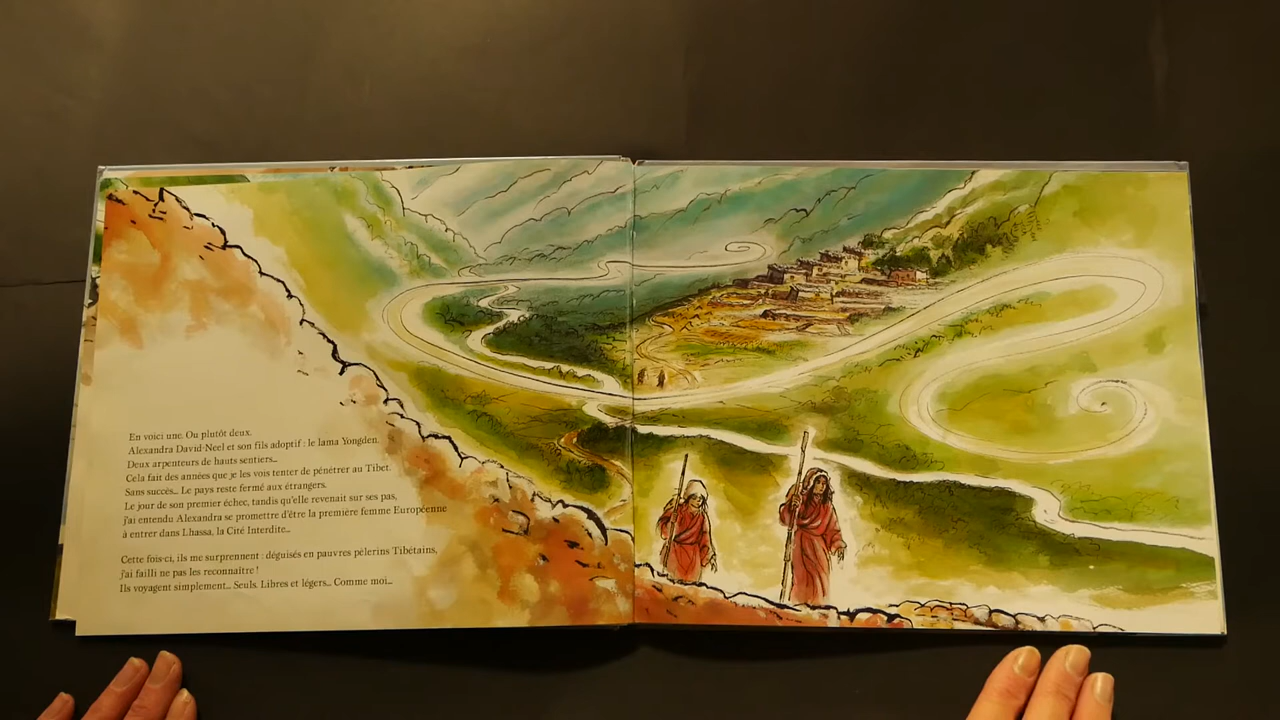 En voici une. Ou plutôt deux.
Alexandra David-Neel et son fils adoptif : le lama Yongden.
Deux arpenteurs de hauts sentiers...
Cela fait des années que je les vois tenter de pénétrer au Tibet.
Sans succès... Le pays reste fermé aux étrangers.
Le jour de son premier échec, tandis qu'elle revenait sur ses pas,
j'ai entendu Alexandra se promettre d'être la première femme Européenne
à entrer dans Lhassa, la Cité Interdite...
Cette fois-ci, ils me surprennent : déguisés en pauvres pèlerins Tibétains,
j'ai failli ne pas les reconnaître !
Ils voyagent simplement... Seuls. Libres et légers... Comme moi...